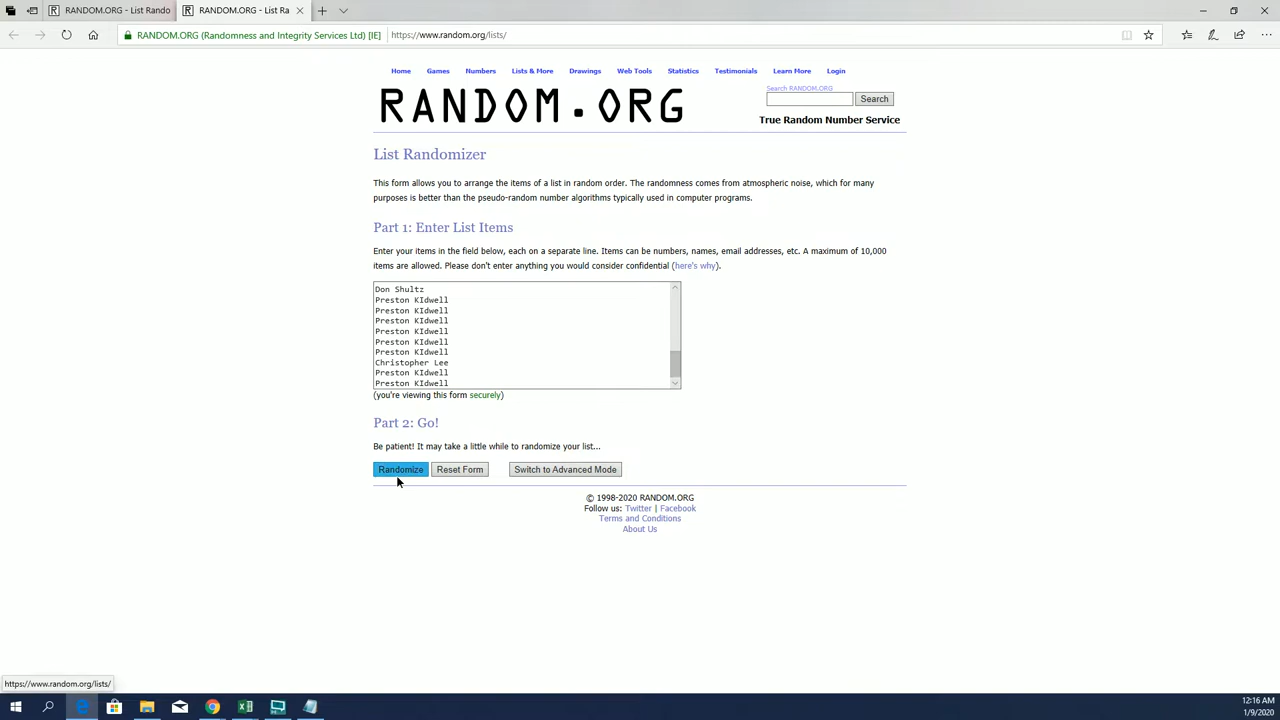 RANDOM.ORG - List Rando
RANDOM.ORG - List Ra
RANDOM.ORG (Randomness and Integrity Services Ltd) [IE]
https://www.random.org/lists/
Home Games Numbers Lists & More Drawings Web Tools Statistics Testimonials Learn More Login
RANDOM.ORG
Search RANDOM.ORG
Search
True Random Number Service
List Randomizer
This form allows you to arrange the items of a list in random order. The randomness comes from atmospheric noise, which for many
purposes is better than the pseudo-random number algorithms typically used in computer programs.
Part 1: Enter List Items
Enter your items in the field below, each on a separate line. Items can be numbers, names, email addresses, etc. A maximum of 10,000
items are allowed. Please don't enter anything you would consider confidential (here's why).
Don Shultz
Preston KIdwell
Preston KIdwell
Preston KIdwell
Preston KIdwell
Preston KIdwell
Preston KIdwell
Christopher Lee
Preston KIdwell
Preston KIdwell
(you're viewing this form securely)
Part 2: Go!
Be patient! It may take a little while to randomize your list...
Randomize Reset Form Switch to Advanced Mode
© 1998-2020 RANDOM.ORG
Follow us: Twitter | Facebook
Terms and Conditions
About Us
https://www.random.org/lists/
12:16 AM
1/9/2020